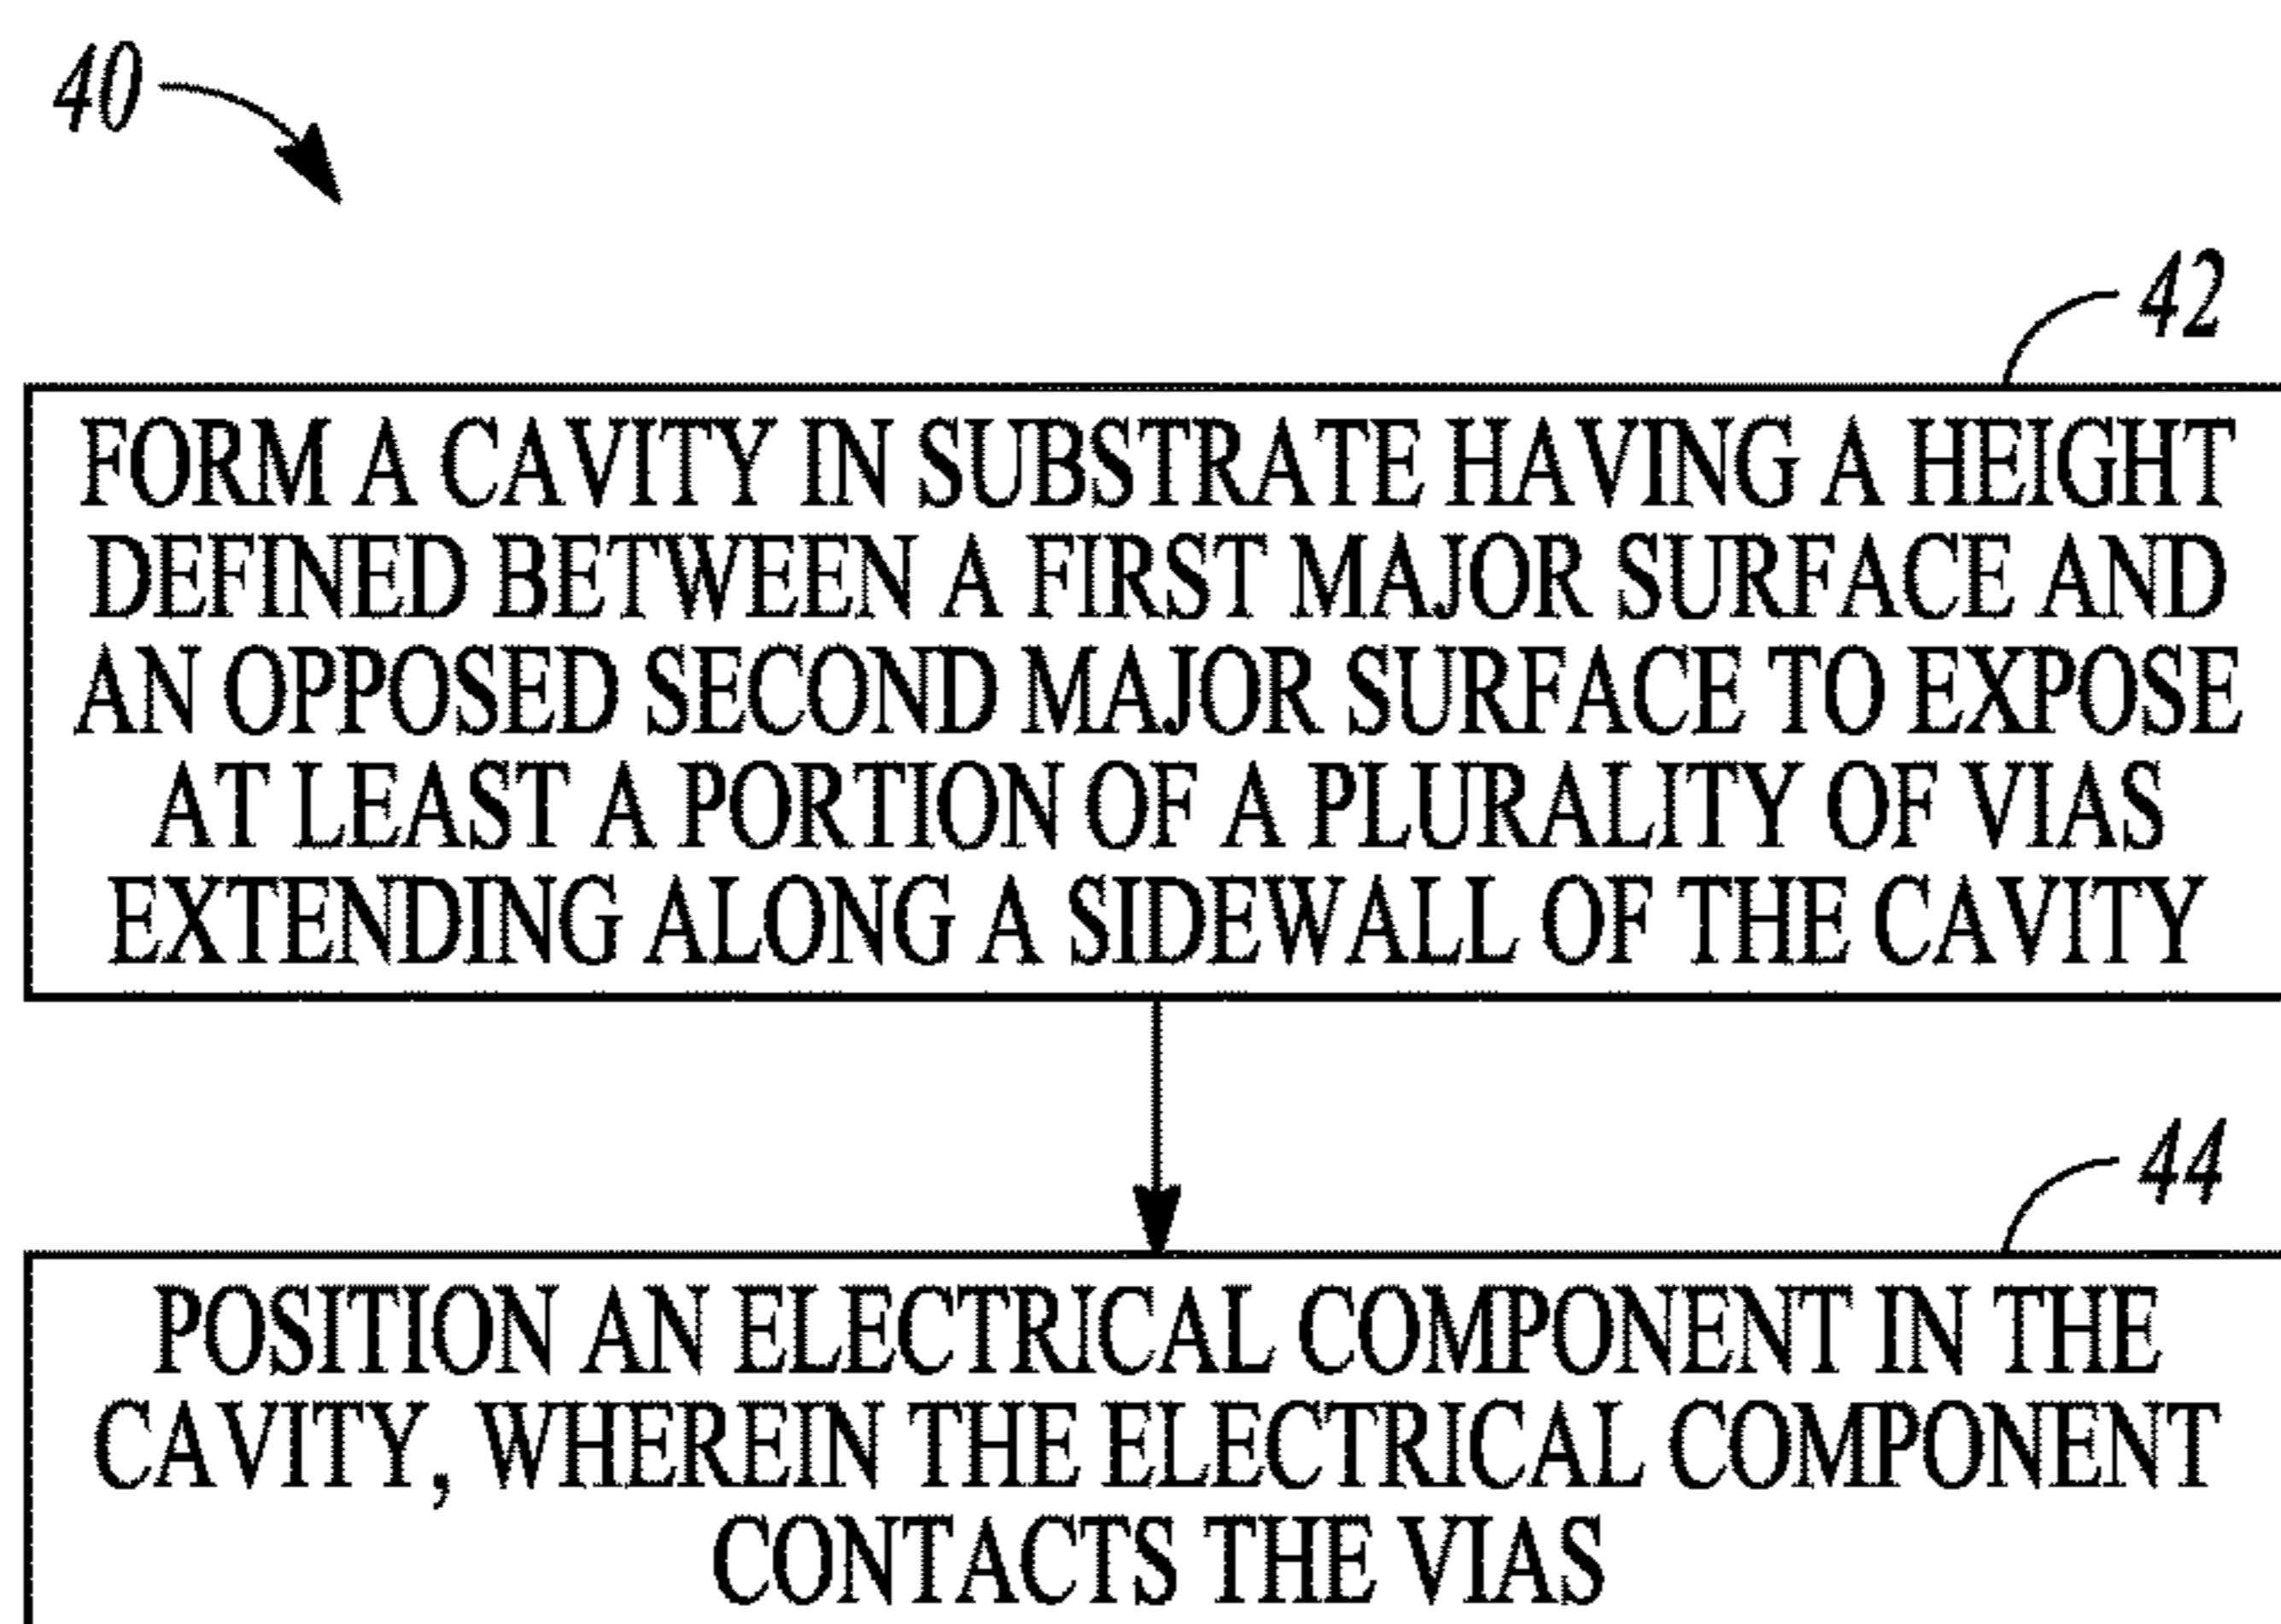 40
42
FORM A CAVITY IN SUBSTRATE HAVING A HEIGHT
DEFINED BETWEEN A FIRST MAJOR SURFACE AND
AN OPPOSED SECOND MAJOR SURFACE TO EXPOSE
AT LEAST A PORTION OF A PLURALITY OF VIAS
EXTENDING ALONG A SIDEWALL OF THE CAVITY
44
POSITION AN ELECTRICAL COMPONENT IN THE
CAVITY, WHEREIN THE ELECTRICAL COMPONENT
CONTACTS THE VIAS